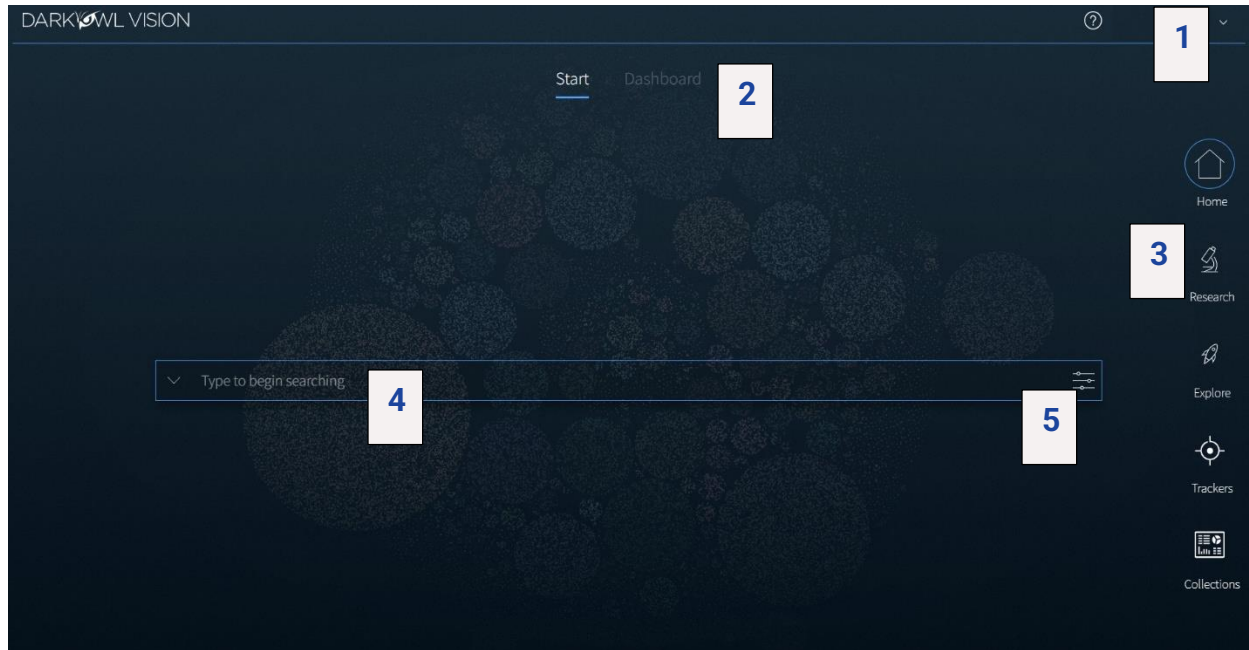 DARKOWL VISION
?
1
Start Dashboard
2
Home
3
Research
Explore
Type to begin searching
4
5
Trackers
Collections